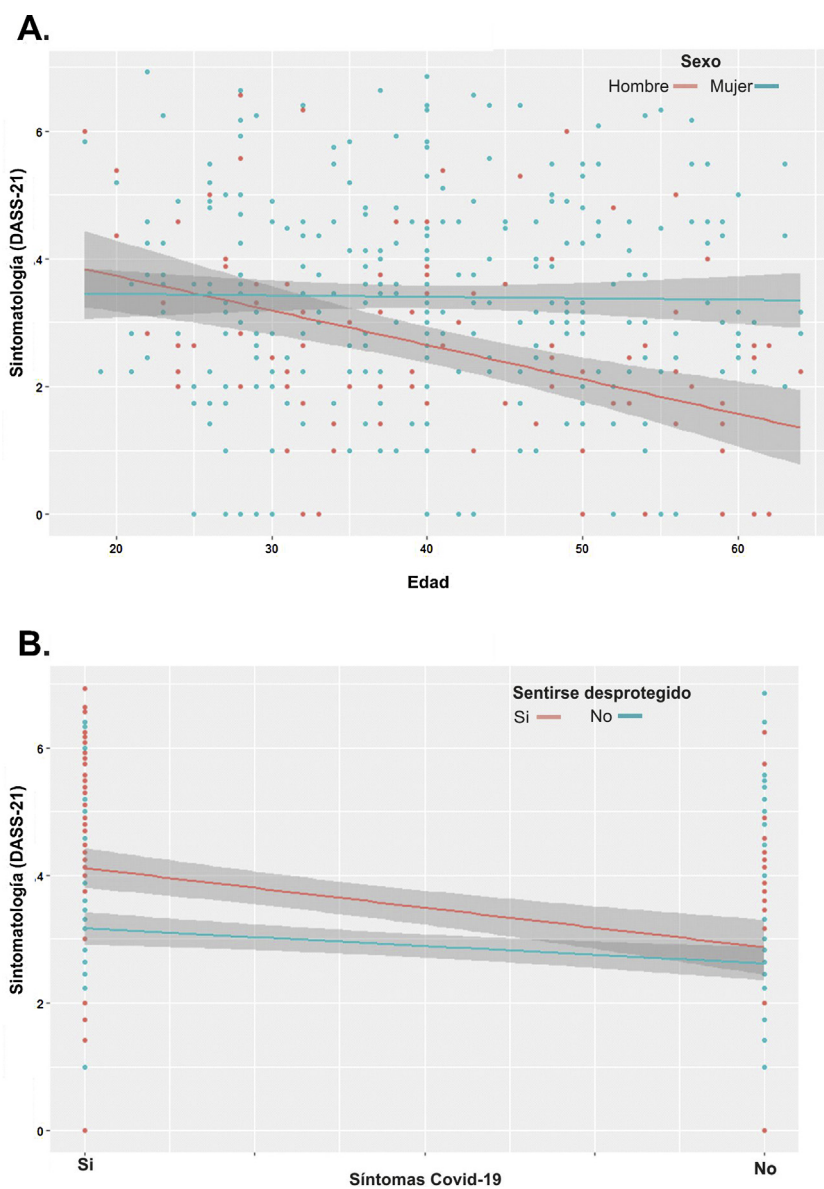 A.
Sexo
Hombre Mujer
Sintomatología (DASS-21)
6
.4
2
0
20 30 40 50 60
Edad
B.
Sentirse desprotegido
Si No
Sintomatología (DASS-21)
6
.4
2
0
Si No
Síntomas Covid-19